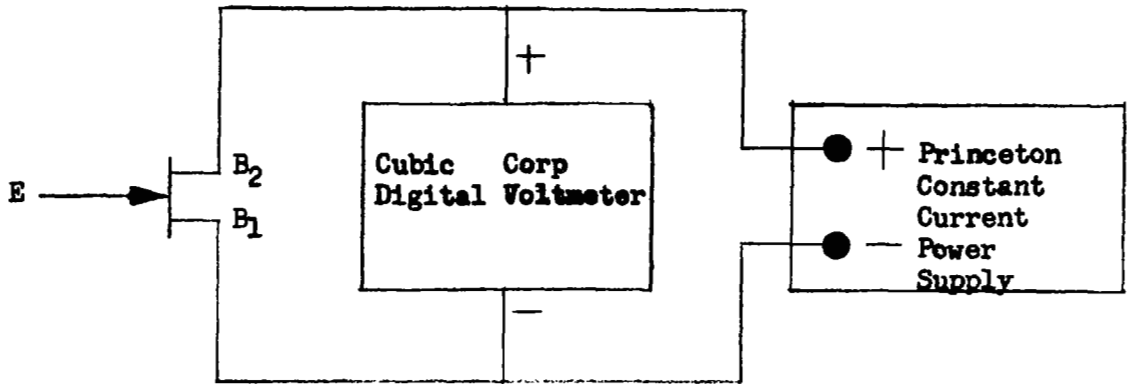 +
Cubic Corp
Digital Voltmeter
−
E
B2
B1
+ Princeton
Constant
Current
− Power
Supply